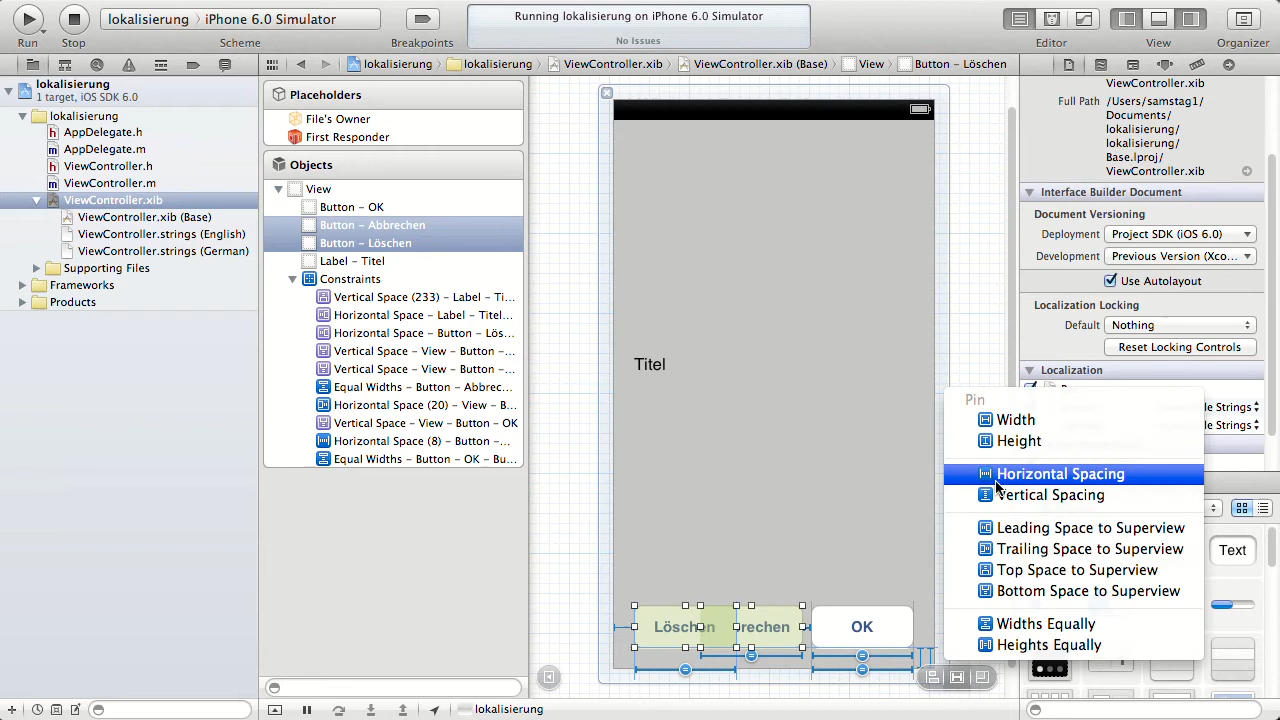 lokalisierung
iPhone 6.0 Simulator
Running lokalisierung on iPhone 6.0 Simulator
No Issues
Run
Stop
Scheme
Breakpoints
Editor
View
Organizer
lokalisierung
1 target, iOS SDK 6.0
lokalisierung
AppDelegate.h
AppDelegate.m
ViewController.h
ViewController.m
ViewController.xib
ViewController.xib (Base)
ViewController.strings (English)
ViewController.strings (German)
Supporting Files
Frameworks
Products
lokalisierung
lokalisierung
ViewController.xib
ViewController.xib (Base)
View
Button – Löschen
Placeholders
File's Owner
First Responder
Objects
View
Button – OK
Button – Abbrechen
Button – Löschen
Label – Titel
Constraints
Vertical Space (233) – Label – Ti...
Horizontal Space – Label – Titel...
Horizontal Space – Button – Lös...
Vertical Space – View – Button –...
Vertical Space – View – Button –...
Equal Widths – Button – Abbrec...
Horizontal Space (20) – View – B...
Vertical Space – View – Button – OK
Horizontal Space (8) – Button –...
Equal Widths – Button – OK – Bu...
Titel
Löschen
rechen
OK
ViewController.xib
Full Path
/Users/samstag1/
Documents/
lokalisierung/
lokalisierung/
Base.lproj/
ViewController.xib
Interface Builder Document
Document Versioning
Deployment
Project SDK (iOS 6.0)
Development
Previous Version (Xco...
Use Autolayout
Localization Locking
Default
Nothing
Reset Locking Controls
Localization
le Strings
le Strings
Pin
Width
Height
Horizontal Spacing
Vertical Spacing
Leading Space to Superview
Trailing Space to Superview
Top Space to Superview
Bottom Space to Superview
Widths Equally
Heights Equally
Text
lokalisierung